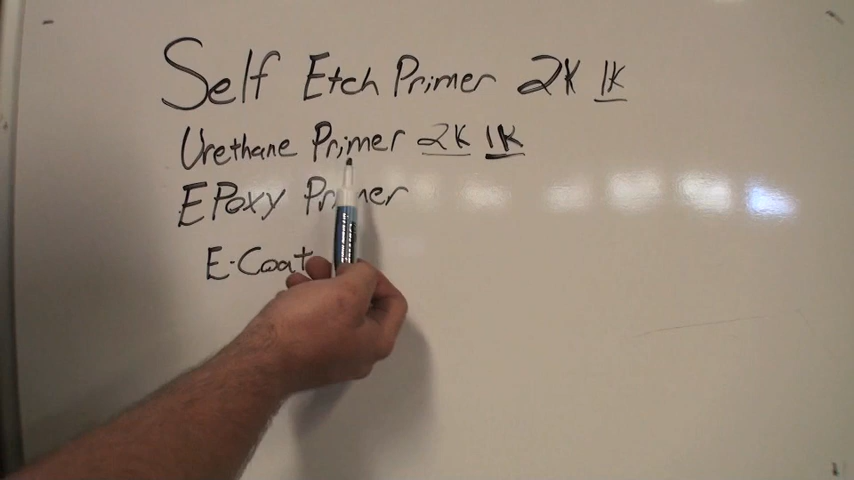 Self Etch Primer 2K 1K
Urethane Primer 2K 1K
EPoxy Primer
E-Coat